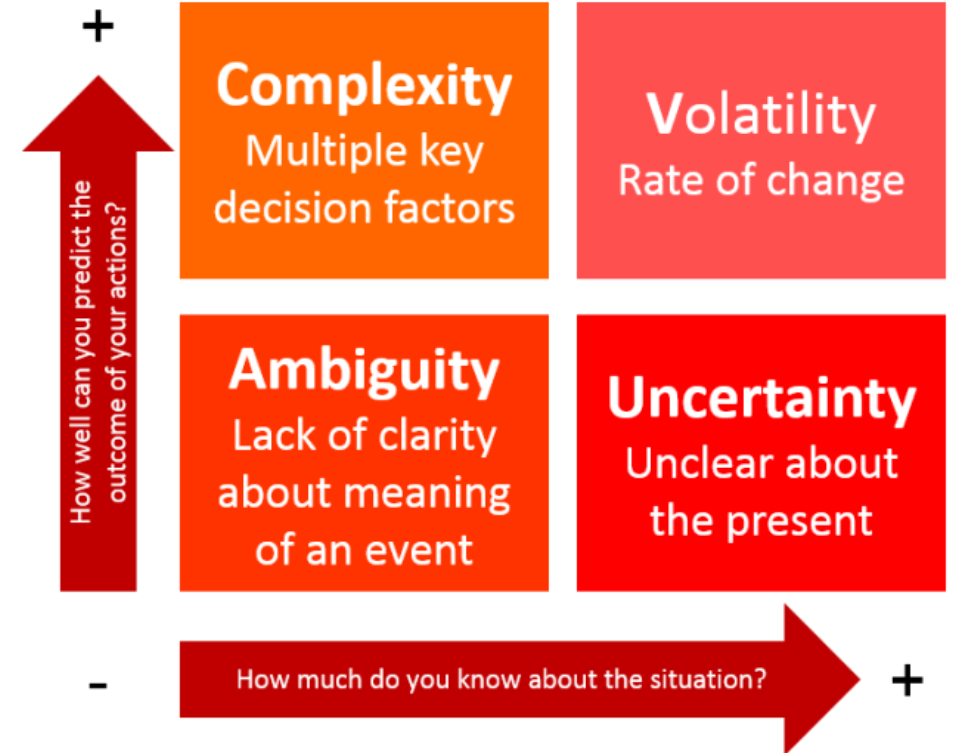 +
Complexity
Multiple key
decision factors
Volatility
Rate of change
How well can you predict the
outcome of your actions?
Ambiguity
Lack of clarity
about meaning
of an event
Uncertainty
Unclear about
the present
-
How much do you know about the situation?
+